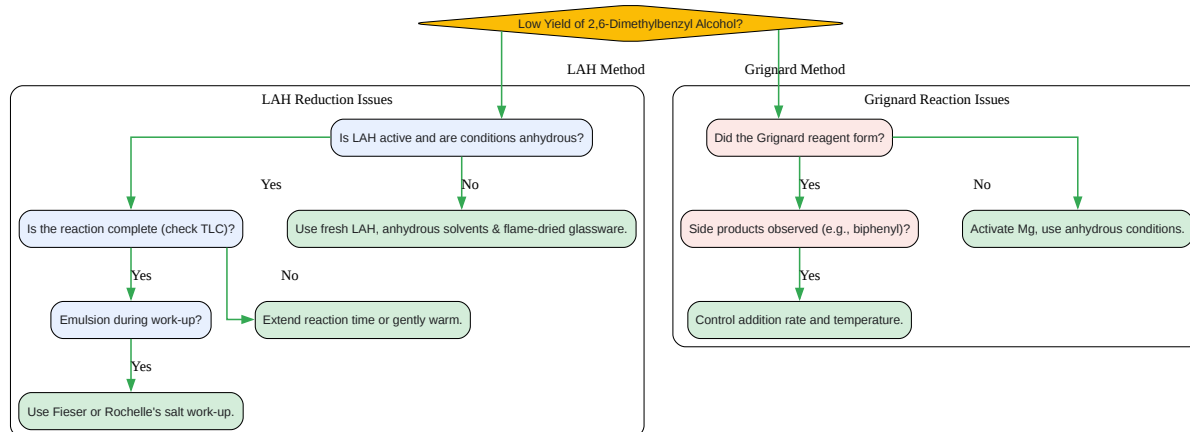 Low Yield of 2,6-Dimethylbenzyl Alcohol?
LAH Method
Grignard Method
LAH Reduction Issues
Grignard Reaction Issues
Is LAH active and are conditions anhydrous?
Did the Grignard reagent form?
Yes
No
Yes
No
Is the reaction complete (check TLC)?
Use fresh LAH, anhydrous solvents & flame-dried glassware.
Side products observed (e.g., biphenyl)?
Activate Mg, use anhydrous conditions.
Yes
No
Yes
Emulsion during work-up?
Extend reaction time or gently warm.
Control addition rate and temperature.
Yes
Use Fieser or Rochelle's salt work-up.